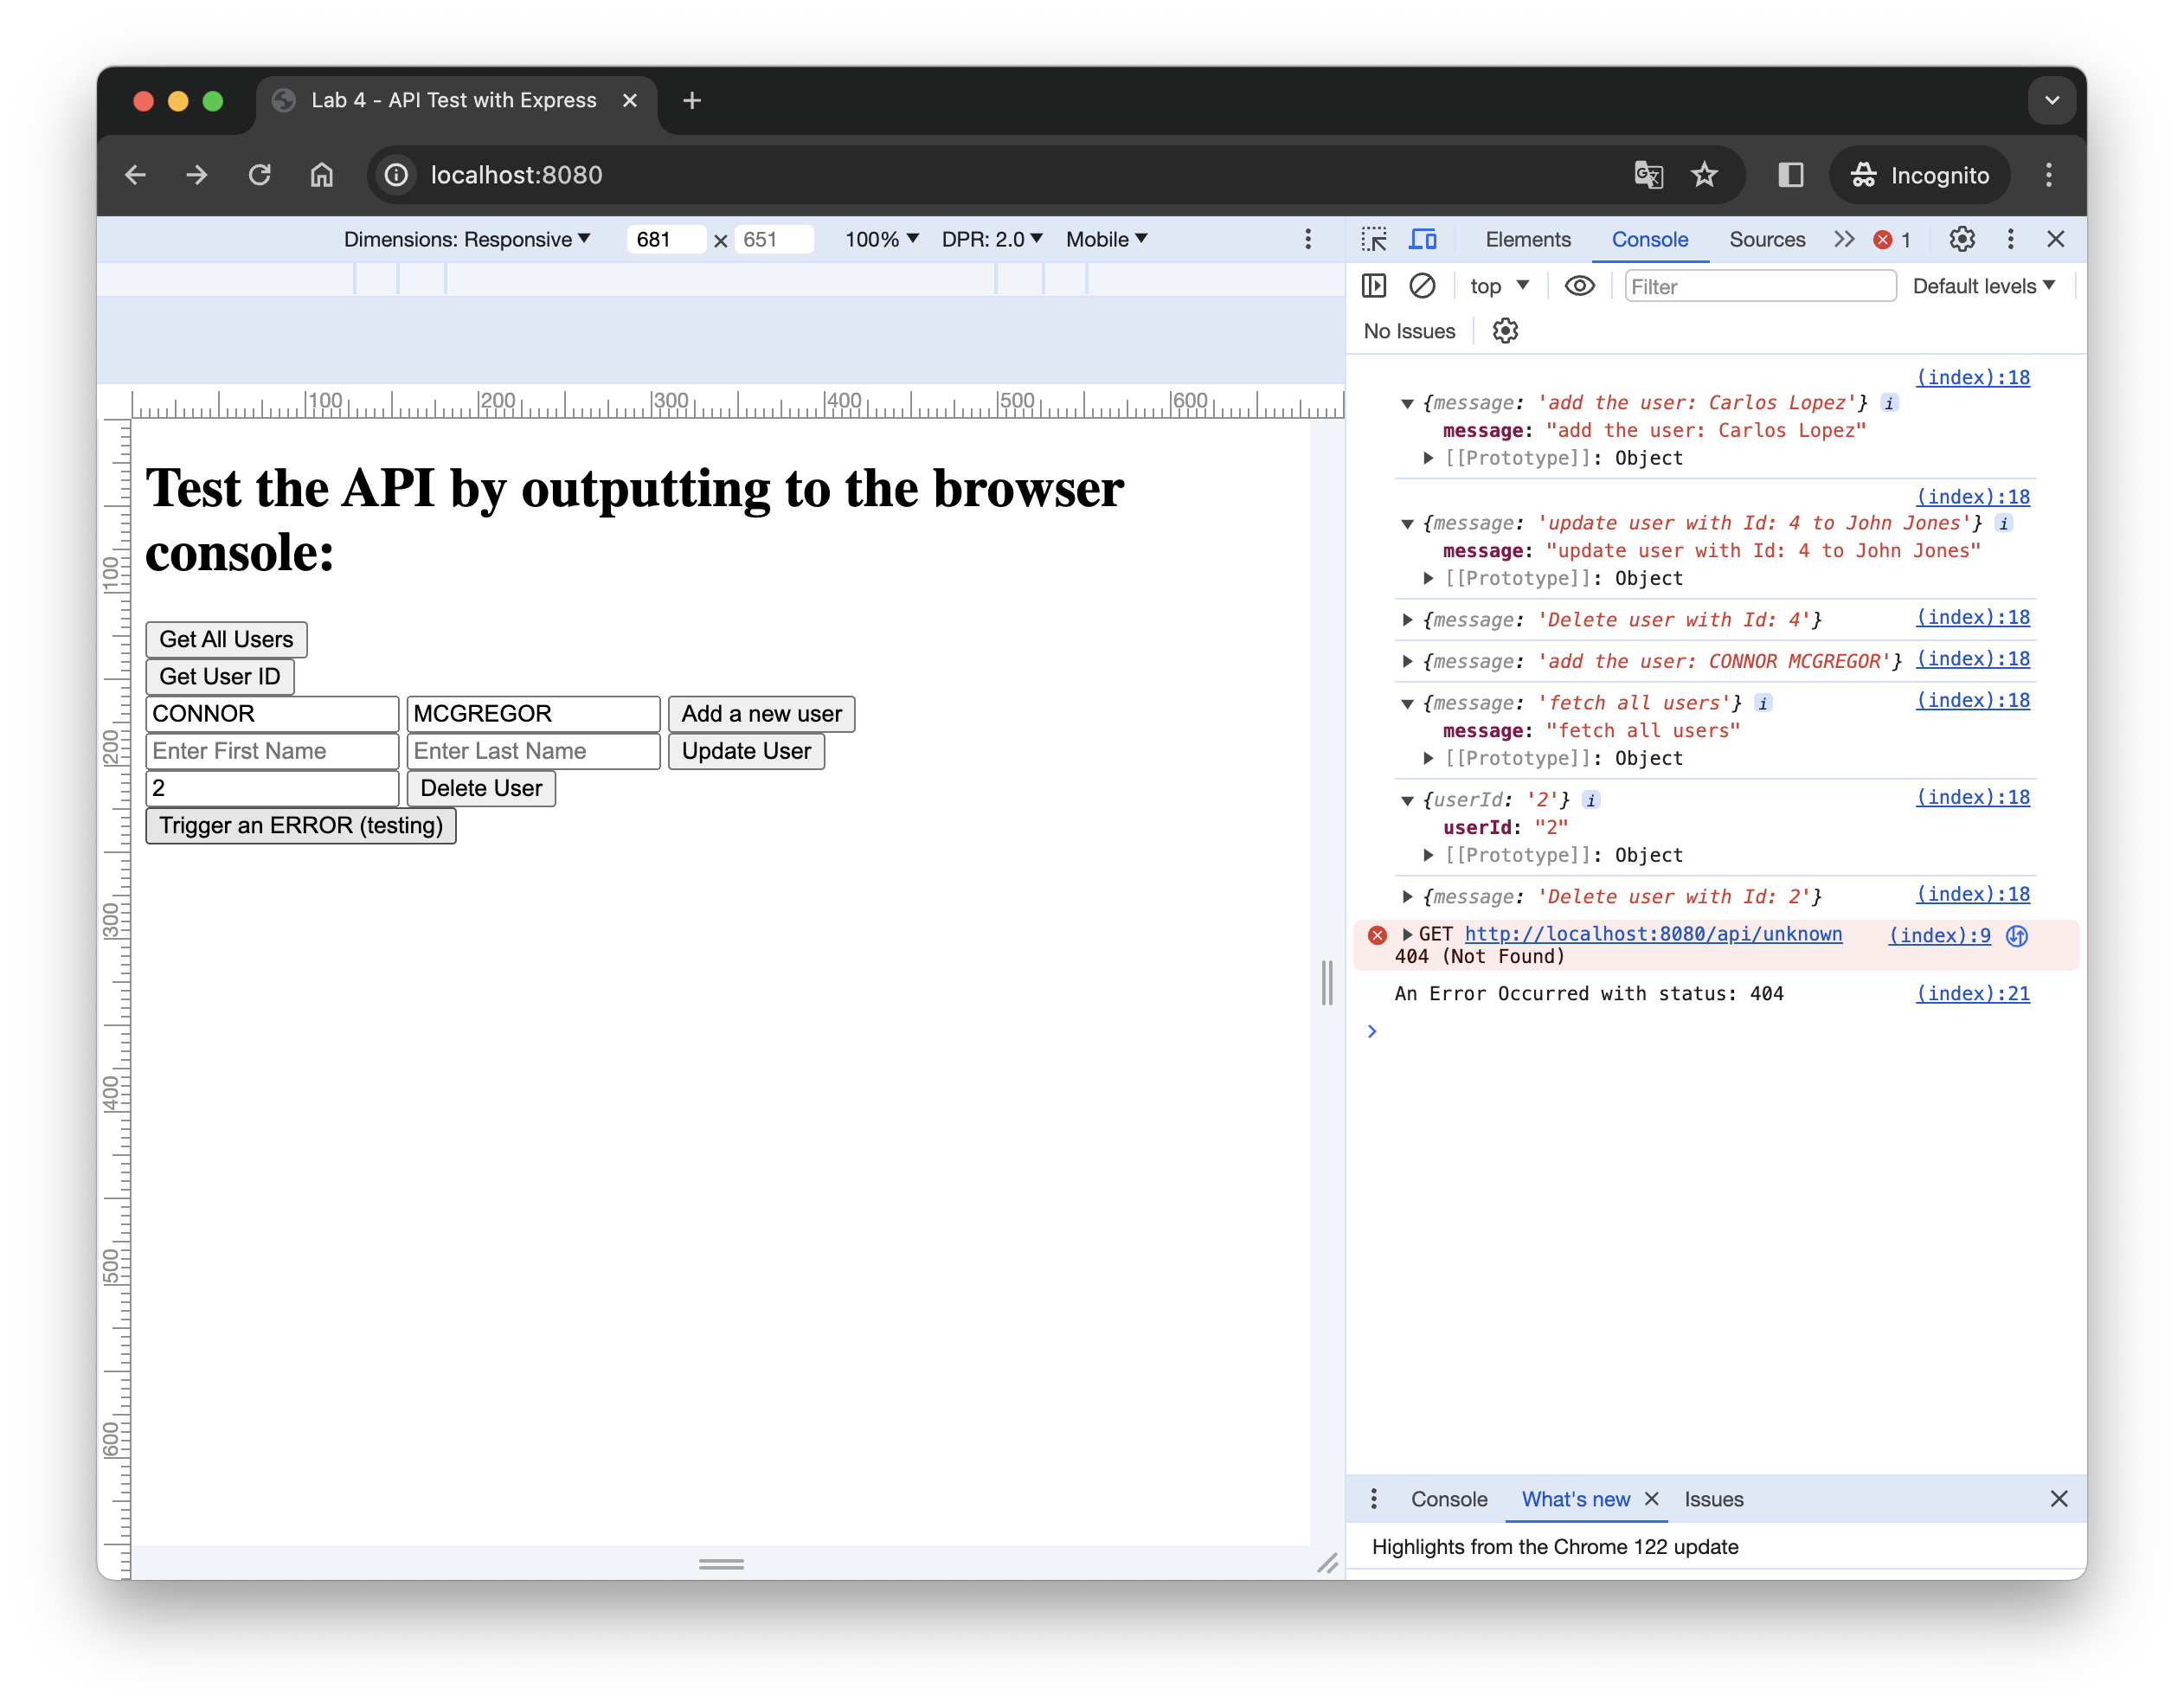 Lab 4 - API Test with Express
localhost:8080
Incognito
Dimensions: Responsive 681 × 651 100% DPR: 2.0 Mobile
100 200 300 400 500 600
100
200
300
400
500
600
Test the API by outputting to the browser
console:
Get All Users
Get User ID
CONNOR MCGREGOR Add a new user
Enter First Name Enter Last Name Update User
2 Delete User
Trigger an ERROR (testing)
Elements Console Sources 1
top Filter Default levels
No Issues
(index):18
{message: 'add the user: Carlos Lopez'} i
message: "add the user: Carlos Lopez"
[[Prototype]]: Object
(index):18
{message: 'update user with Id: 4 to John Jones'} i
message: "update user with Id: 4 to John Jones"
[[Prototype]]: Object
{message: 'Delete user with Id: 4'} (index):18
{message: 'add the user: CONNOR MCGREGOR'} (index):18
{message: 'fetch all users'} i (index):18
message: "fetch all users"
[[Prototype]]: Object
{userId: '2'} i (index):18
userId: "2"
[[Prototype]]: Object
{message: 'Delete user with Id: 2'} (index):18
GET http://localhost:8080/api/unknown (index):9
404 (Not Found)
An Error Occurred with status: 404 (index):21
Console What's new Issues
Highlights from the Chrome 122 update